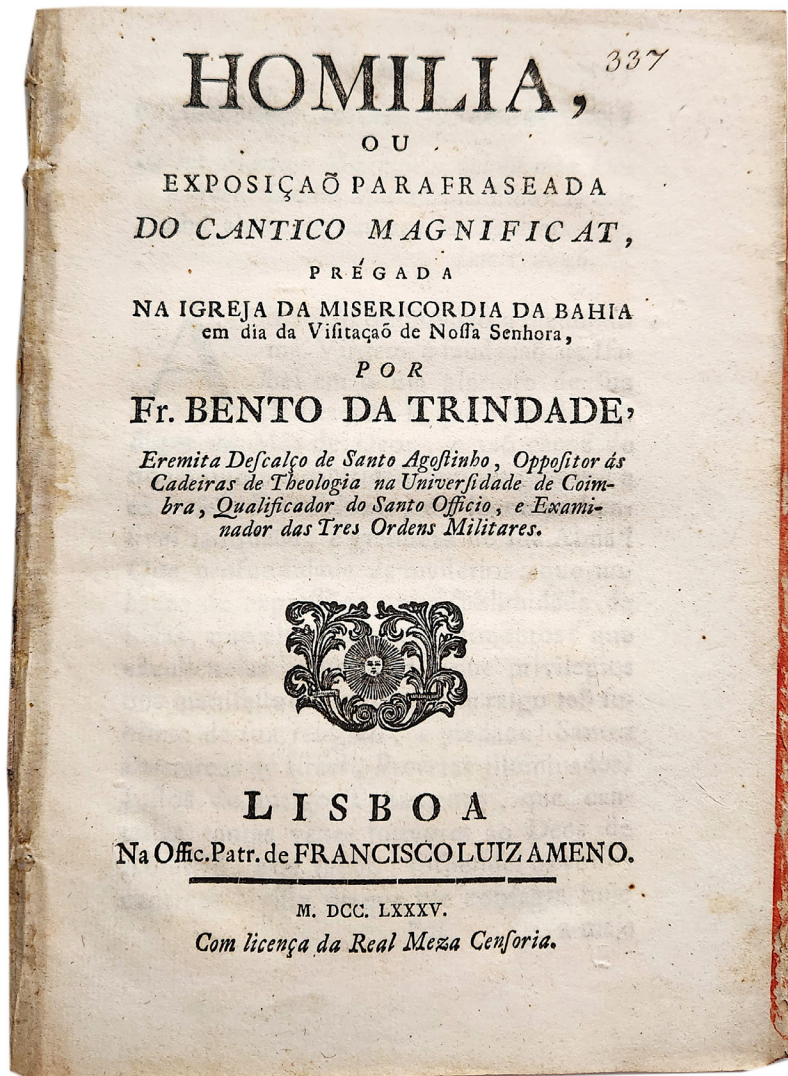 337
HOMILIA,
OU
EXPOSIÇAÕ PARAFRASEADA
DO CANTICO MAGNIFICAT,
PRÉGADA
NA IGREJA DA MISERICORDIA DA BAHIA
em dia da Viſitaçaõ de Noſſa Senhora,
POR
Fr. BENTO DA TRINDADE,
Eremita Deſcalço de Santo Agoſtinho, Oppoſitor ás
Cadeiras de Theologia na Univerſidade de Coim-
bra, Qualificador do Santo Officio, e Exami-
nador das Tres Ordens Militares.
LISBOA
Na Offic. Patr. de FRANCISCO LUIZ AMENO.
M. DCC. LXXXV.
Com licença da Real Meza Cenſoria.